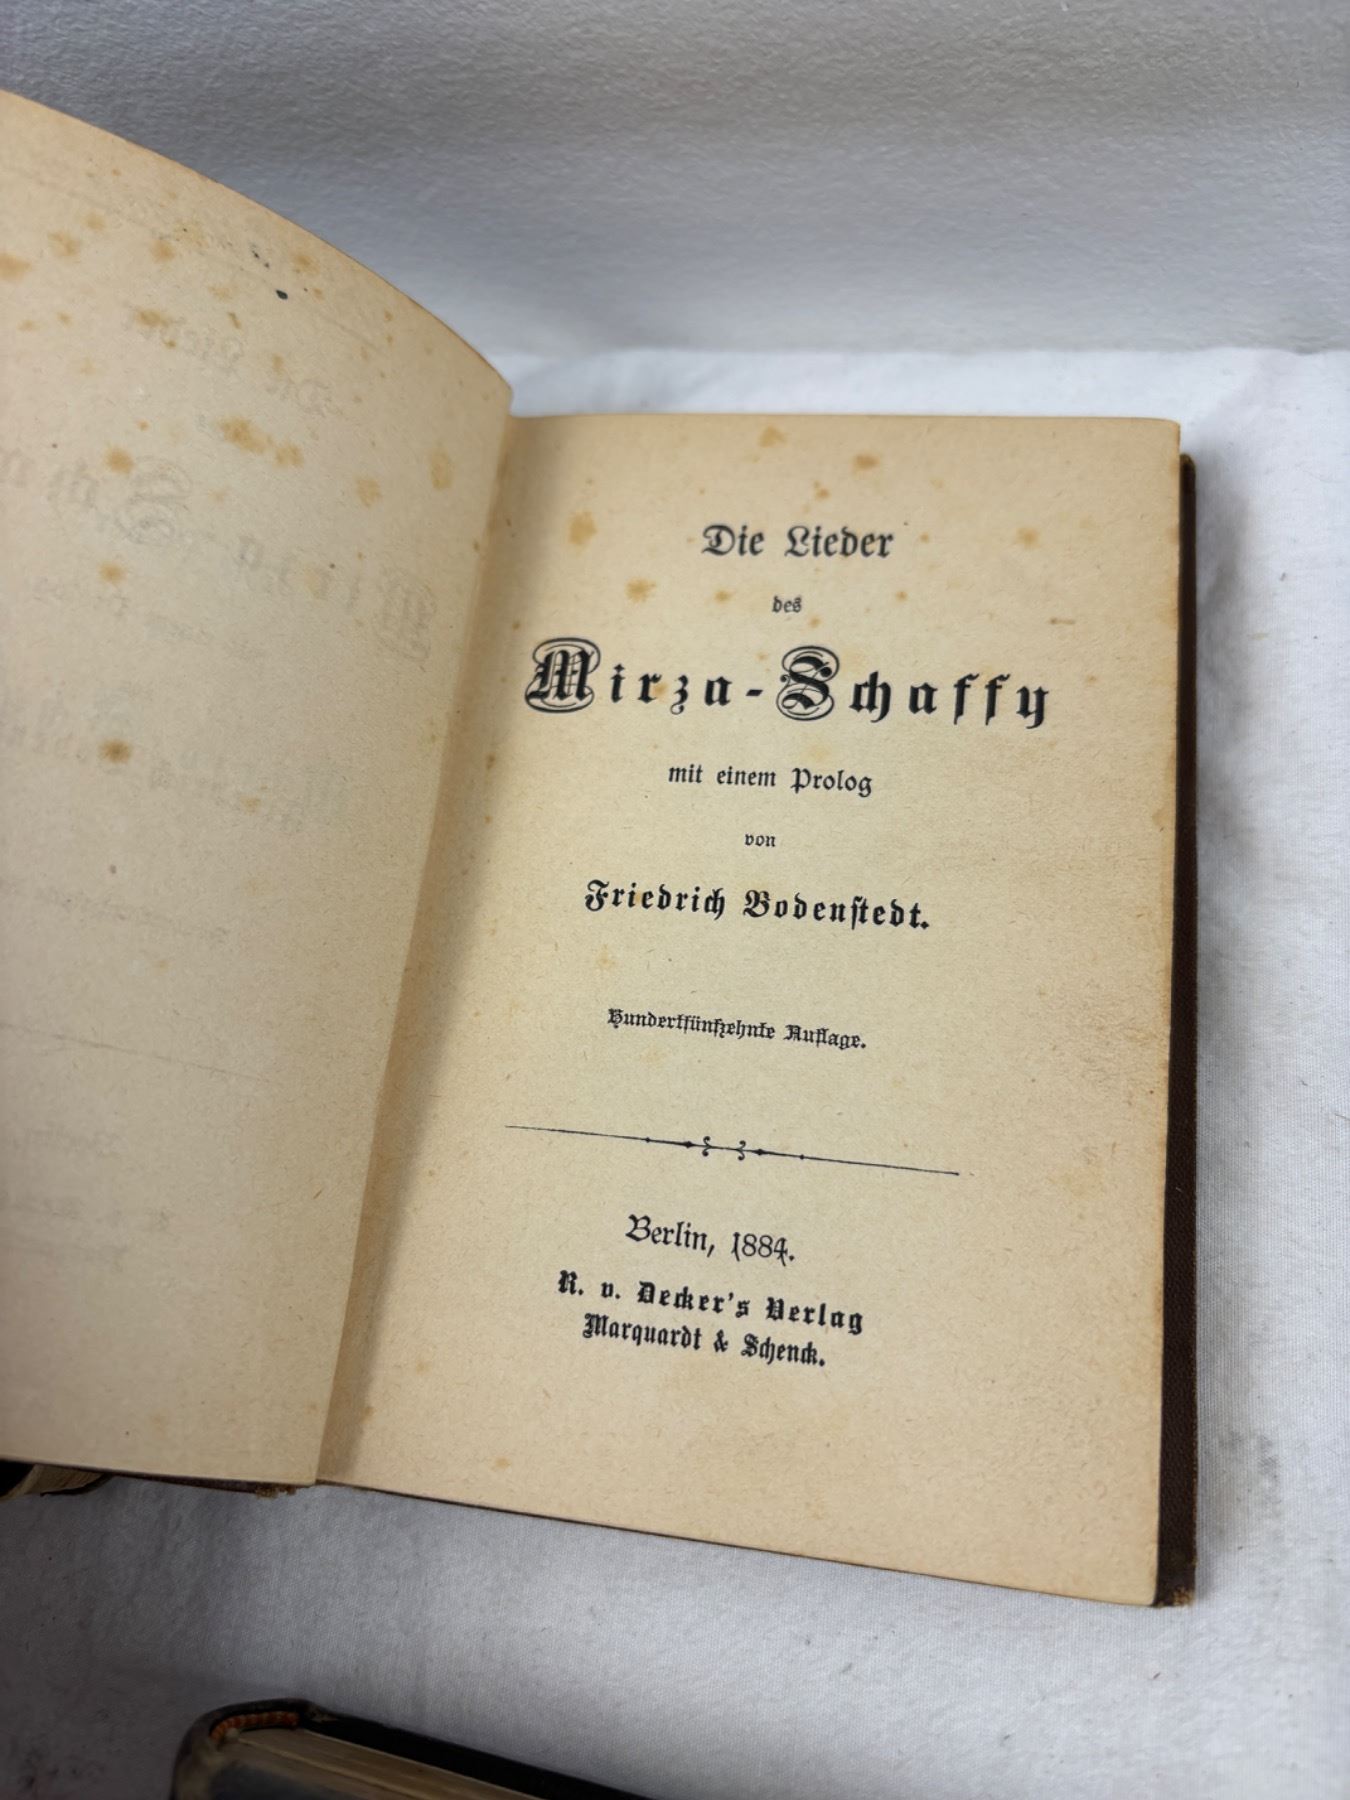 Die Lieder
des
Mirza-Schaffy
mit einem Prolog
von
Friedrich Bodenſtedt.
Hundertfünfzehnte Auflage.
Berlin, 1884.
R. v. Decker's Verlag
Marquardt & Schenck.